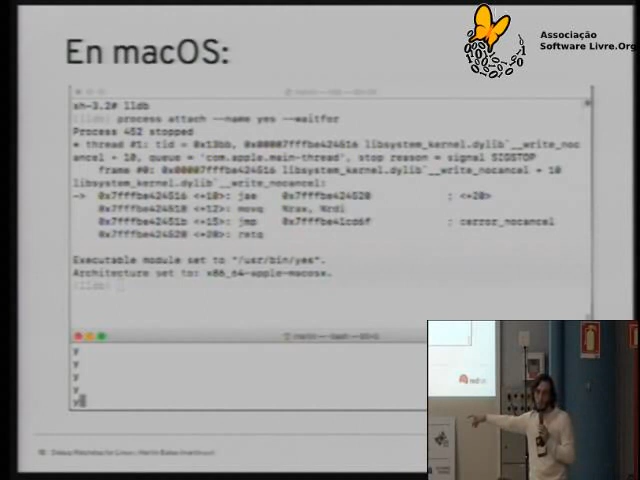 En macOS:
Associação
Software Livre.Org
sh-3.2# lldb
(lldb) process attach --name yes --waitfor
Process 452 stopped
* thread #1: tid = 0x13bb, 0x00007fffbe424516 libsystem_kernel.dylib`__write_noc
ancel + 10, queue = 'com.apple.main-thread', stop reason = signal SIGSTOP
frame #0: 0x00007fffbe424516 libsystem_kernel.dylib`__write_nocancel + 10
libsystem_kernel.dylib`__write_nocancel:
-> 0x7fffbe424516 <+10>: jae 0x7fffbe424520 ; <+20>
0x7fffbe424518 <+12>: movq %rax, %rdi
0x7fffbe42451b <+15>: jmp 0x7fffbe41cd6f ; cerror_nocancel
0x7fffbe424520 <+20>: retq
Executable module set to "/usr/bin/yes".
Architecture set to: x86_64-apple-macosx.
(lldb)
y
y
y
y
y